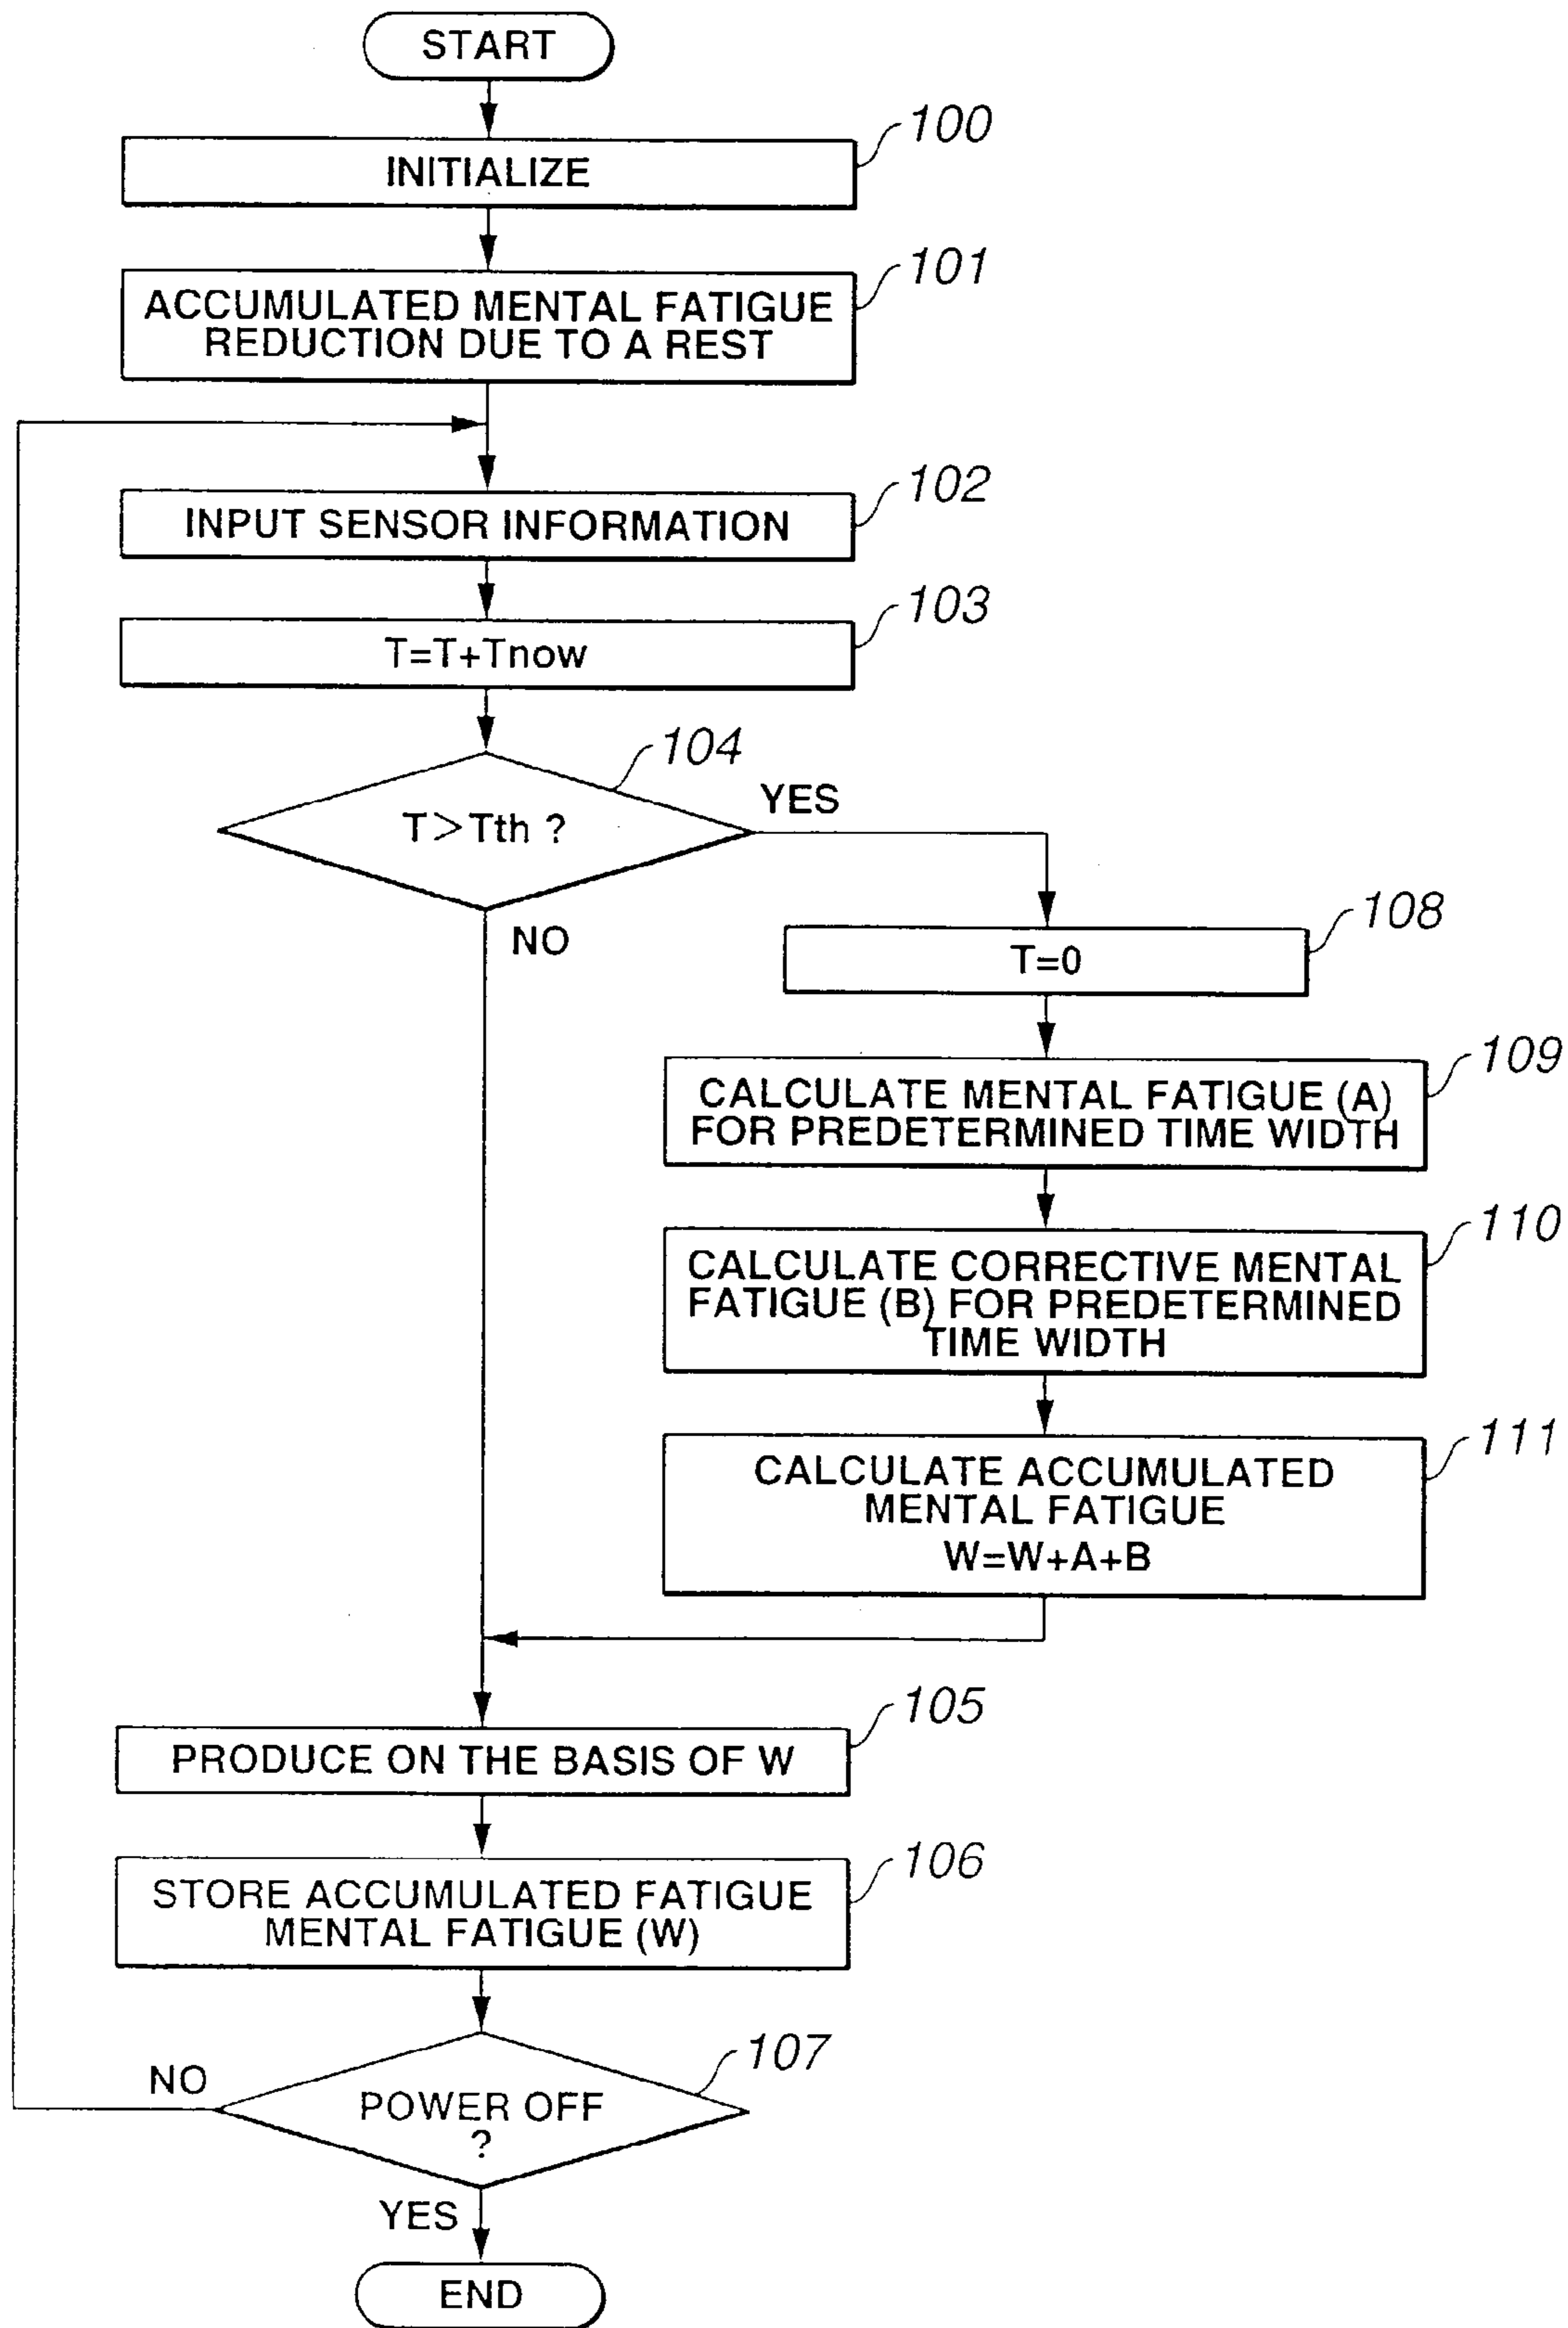 START
100
INITIALIZE
101
ACCUMULATED MENTAL FATIGUE
REDUCTION DUE TO A REST
102
INPUT SENSOR INFORMATION
103
T=T+Tnow
104
T>Tth ?
YES
NO
108
T=0
109
CALCULATE MENTAL FATIGUE (A)
FOR PREDETERMINED TIME WIDTH
110
CALCULATE CORRECTIVE MENTAL
FATIGUE (B) FOR PREDETERMINED
TIME WIDTH
111
CALCULATE ACCUMULATED
MENTAL FATIGUE
W=W+A+B
105
PRODUCE ON THE BASIS OF W
106
STORE ACCUMULATED FATIGUE
MENTAL FATIGUE (W)
107
NO
POWER OFF
?
YES
END